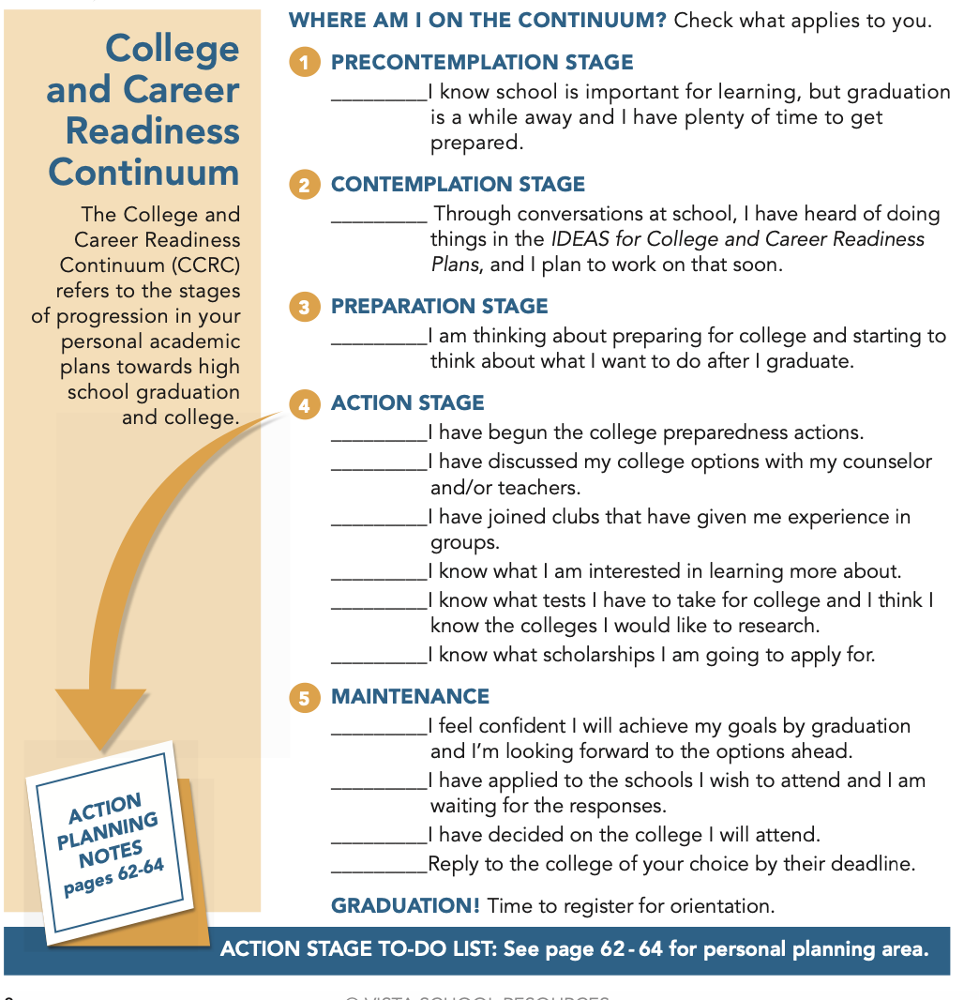 College
and Career
Readiness
Continuum
The College and
Career Readiness
Continuum (CCRC)
refers to the stages
of progression in your
personal academic
plans towards high
school graduation
and college.
ACTION
PLANNING
NOTES
pages 62-64
WHERE AM I ON THE CONTINUUM? Check what applies to you.
1 PRECONTEMPLATION STAGE
_________I know school is important for learning, but graduation
is a while away and I have plenty of time to get
prepared.
2 CONTEMPLATION STAGE
_________ Through conversations at school, I have heard of doing
things in the IDEAS for College and Career Readiness
Plans, and I plan to work on that soon.
3 PREPARATION STAGE
_________I am thinking about preparing for college and starting to
think about what I want to do after I graduate.
4 ACTION STAGE
_________I have begun the college preparedness actions.
_________I have discussed my college options with my counselor
and/or teachers.
_________I have joined clubs that have given me experience in
groups.
_________I know what I am interested in learning more about.
_________I know what tests I have to take for college and I think I
know the colleges I would like to research.
_________I know what scholarships I am going to apply for.
5 MAINTENANCE
_________I feel confident I will achieve my goals by graduation
and I'm looking forward to the options ahead.
_________I have applied to the schools I wish to attend and I am
waiting for the responses.
_________I have decided on the college I will attend.
_________Reply to the college of your choice by their deadline.
GRADUATION! Time to register for orientation.
ACTION STAGE TO-DO LIST: See page 62-64 for personal planning area.
© VISTA SCHOOL RESOURCES